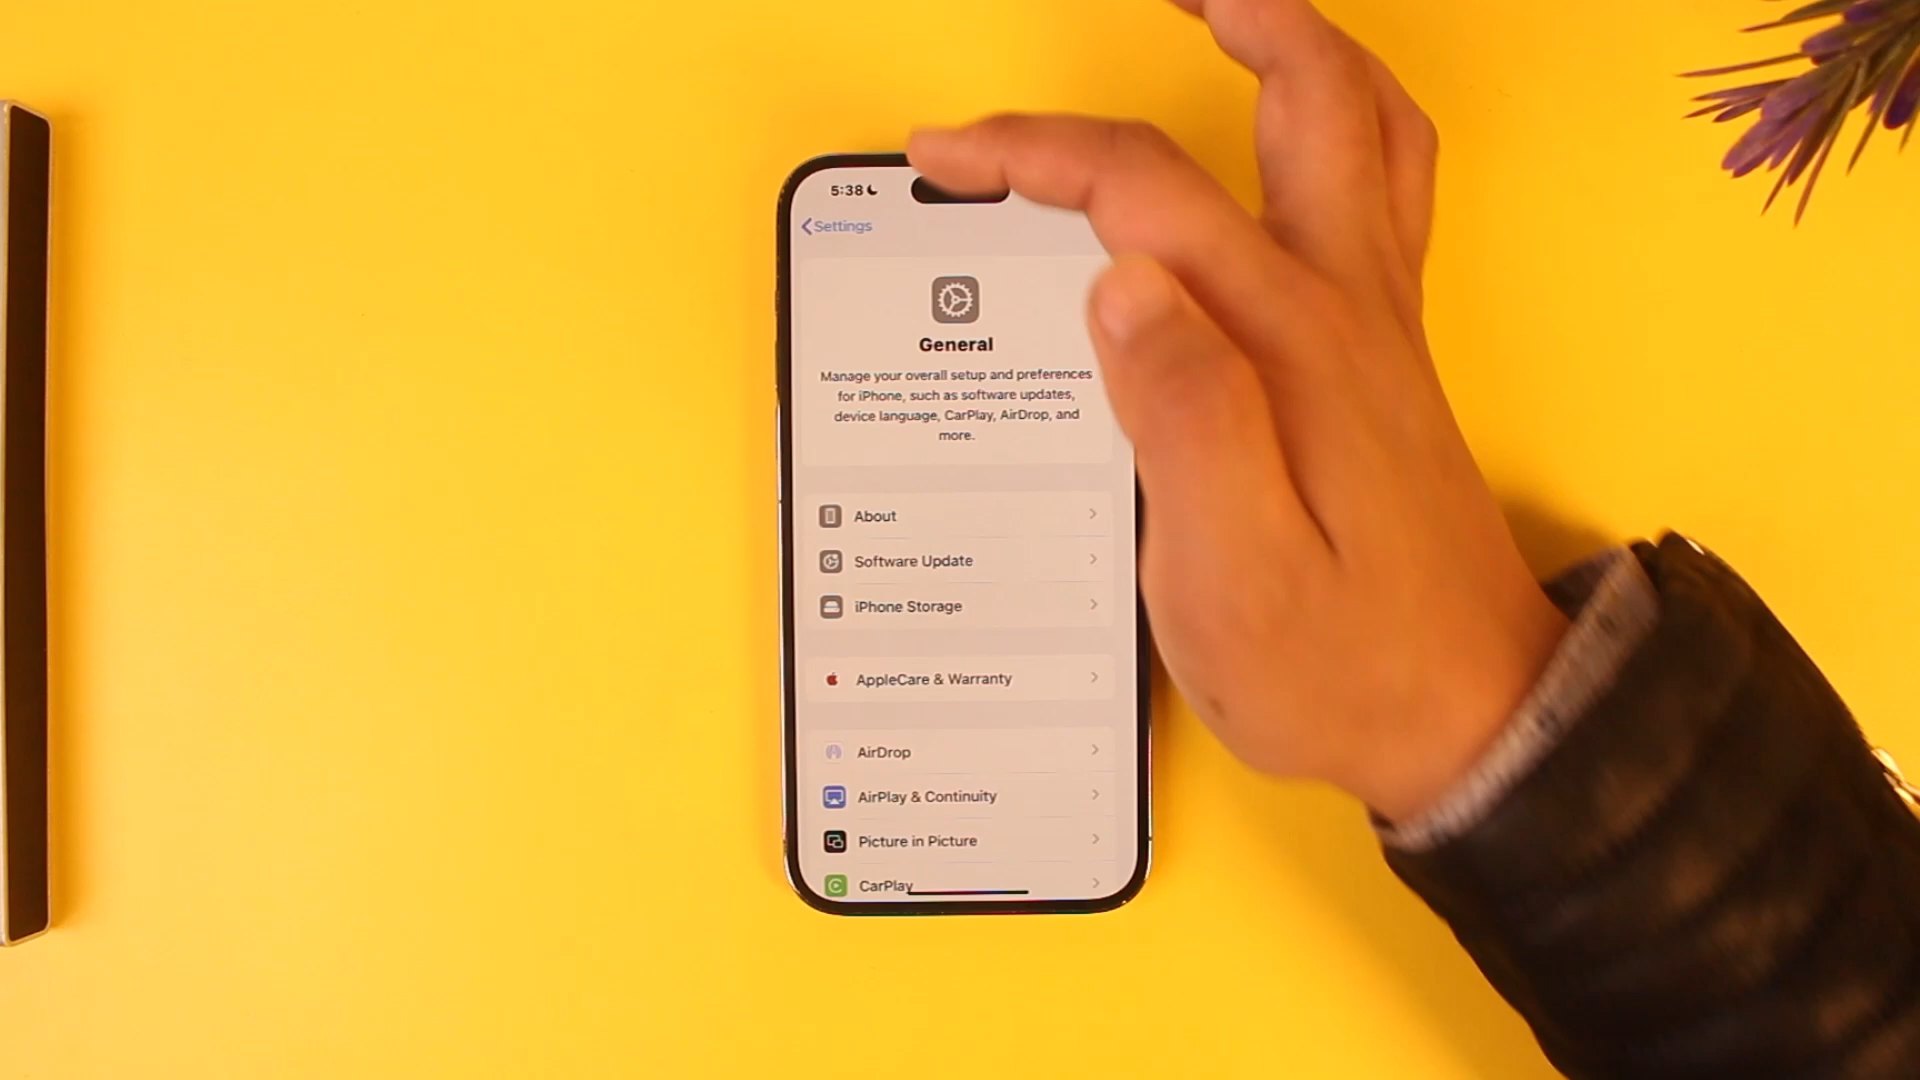 5:38
Settings
General
Manage your overall setup and preferences
for iPhone, such as software updates,
device language, CarPlay, AirDrop, and
more.
About
Software Update
iPhone Storage
AppleCare & Warranty
AirDrop
AirPlay & Continuity
Picture in Picture
CarPlay